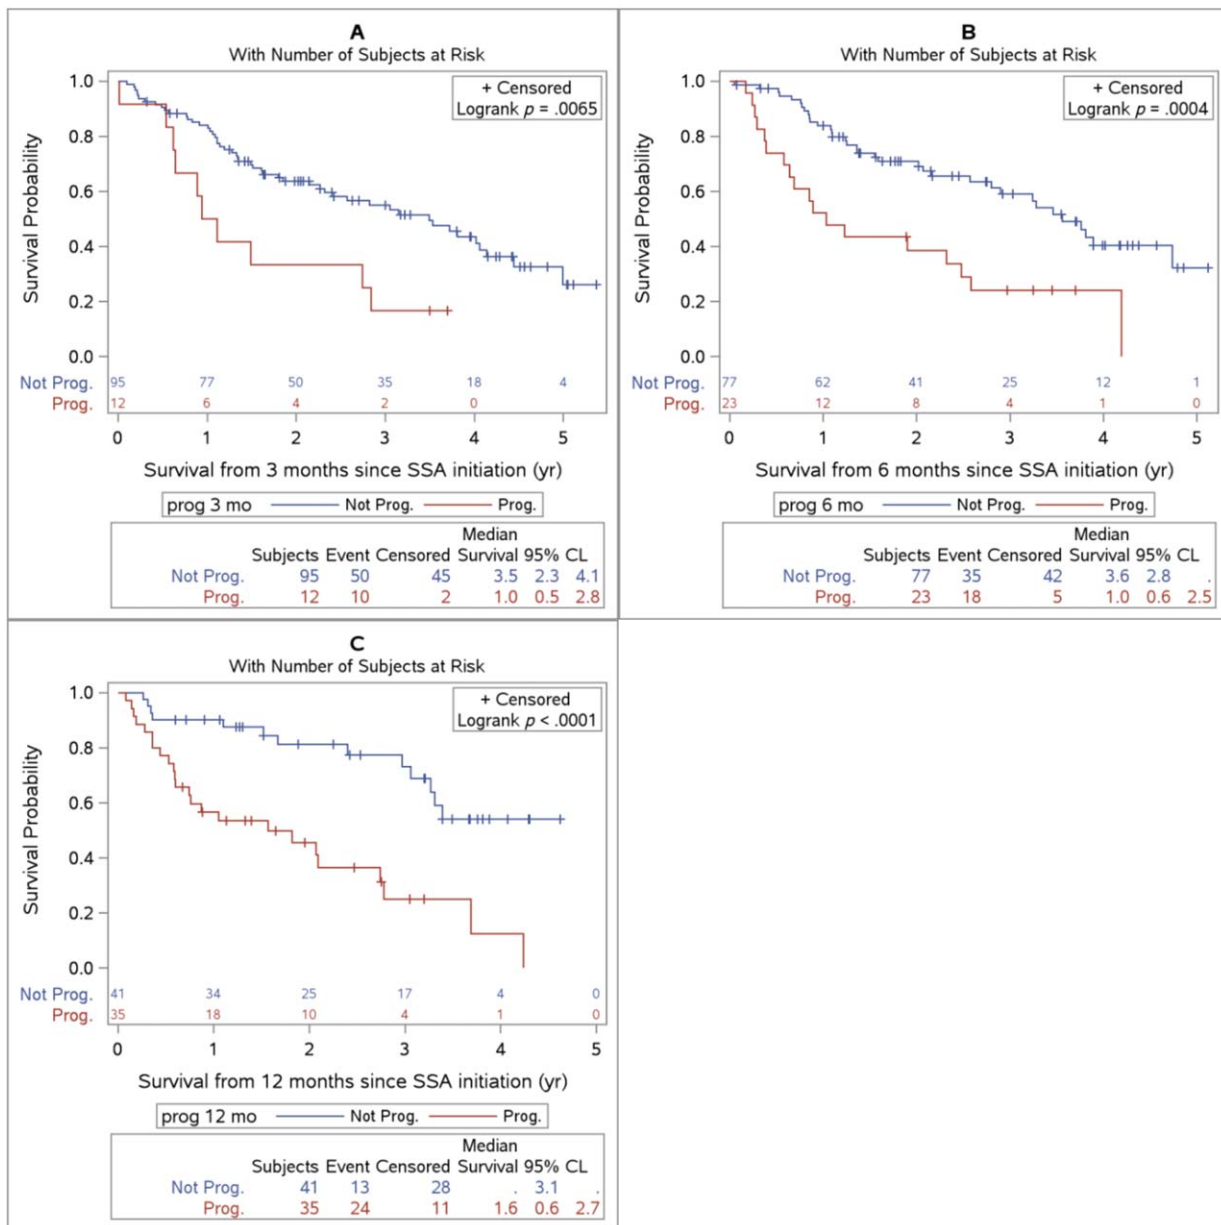 A
With Number of Subjects at Risk
+ Censored
Logrank p = .0065
Survival Probability
1.0
0.8
0.6
0.4
0.2
0.0
Not Prog. 95 77 50 35 18 4
Prog. 12 6 4 2 0
0 1 2 3 4 5
Survival from 3 months since SSA initiation (yr)
prog 3 mo Not Prog. Prog.
Median
Subjects Event Censored Survival 95% CL
Not Prog. 95 50 45 3.5 2.3 4.1
Prog. 12 10 2 1.0 0.5 2.8
B
With Number of Subjects at Risk
+ Censored
Logrank p = .0004
Survival Probability
1.0
0.8
0.6
0.4
0.2
0.0
Not Prog. 77 62 41 25 12 1
Prog. 23 12 8 4 1 0
0 1 2 3 4 5
Survival from 6 months since SSA initiation (yr)
prog 6 mo Not Prog. Prog.
Median
Subjects Event Censored Survival 95% CL
Not Prog. 77 35 42 3.6 2.8 .
Prog. 23 18 5 1.0 0.6 2.5
C
With Number of Subjects at Risk
+ Censored
Logrank p < .0001
Survival Probability
1.0
0.8
0.6
0.4
0.2
0.0
Not Prog. 41 34 25 17 4 0
Prog. 35 18 10 4 1 0
0 1 2 3 4 5
Survival from 12 months since SSA initiation (yr)
prog 12 mo Not Prog. Prog.
Median
Subjects Event Censored Survival 95% CL
Not Prog. 41 13 28 . 3.1 .
Prog. 35 24 11 1.6 0.6 2.7